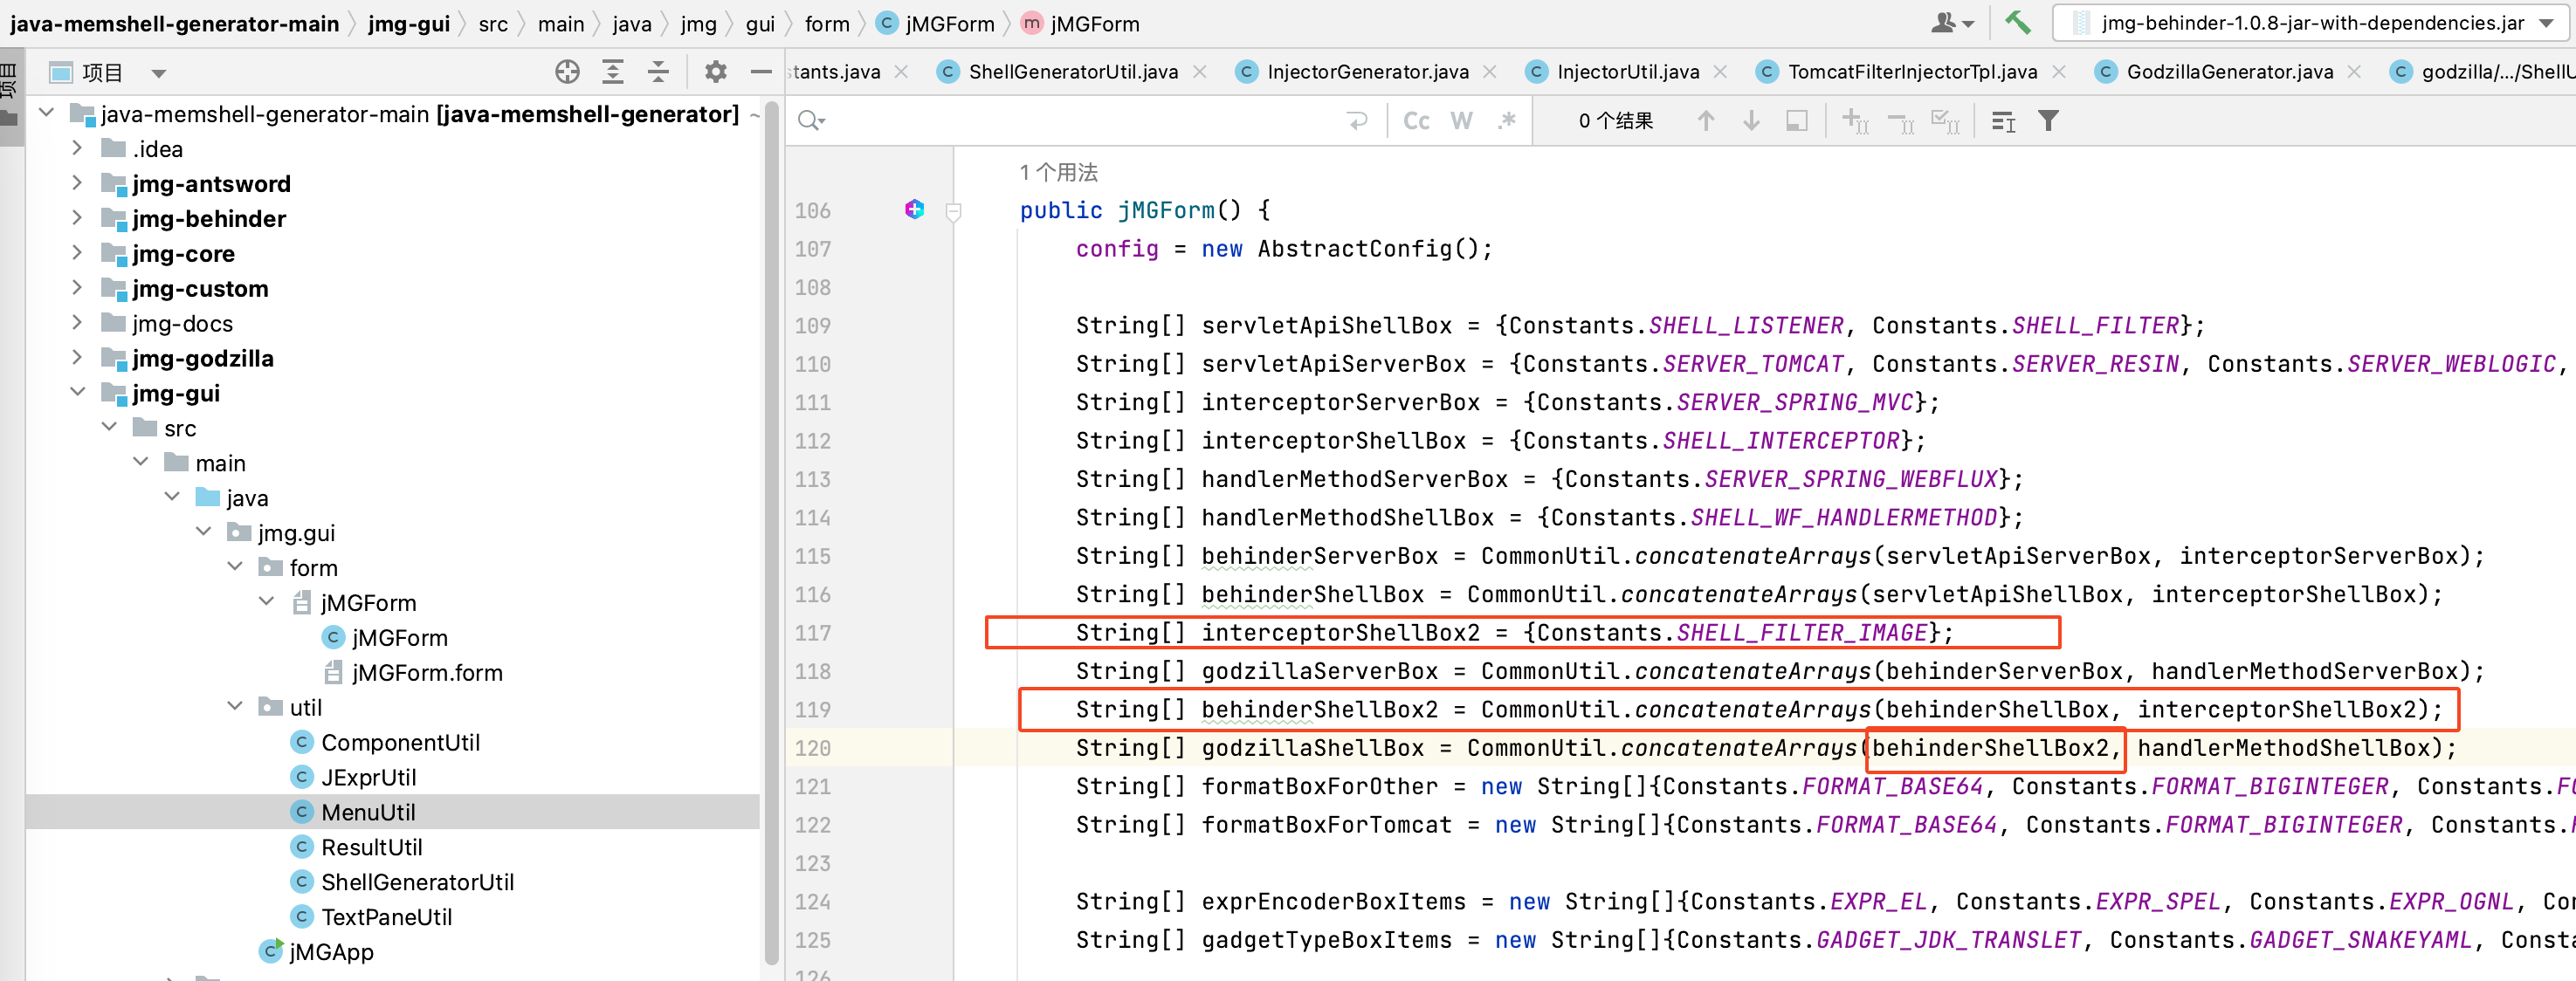 java-memshell-generator-main jmg-gui src main java jmg gui form jMGForm jMGForm jmg-behinder-1.0.8-jar-with-dependencies.jar
项目
项目
java-memshell-generator-main [java-memshell-generator] ~
.idea
jmg-antsword
jmg-behinder
jmg-core
jmg-custom
jmg-docs
jmg-godzilla
jmg-gui
src
main
java
jmg.gui
form
jMGForm
jMGForm
jMGForm.form
util
ComponentUtil
JExprUtil
MenuUtil
ResultUtil
ShellGeneratorUtil
TextPaneUtil
jMGApp
stants.java ShellGeneratorUtil.java InjectorGenerator.java InjectorUtil.java TomcatFilterInjectorTpl.java GodzillaGenerator.java godzilla/.../ShellU
Cc W .* 0 个结果
1 个用法
106 public jMGForm() {
107 config = new AbstractConfig();
108
109 String[] servletApiShellBox = {Constants.SHELL_LISTENER, Constants.SHELL_FILTER};
110 String[] servletApiServerBox = {Constants.SERVER_TOMCAT, Constants.SERVER_RESIN, Constants.SERVER_WEBLOGIC,
111 String[] interceptorServerBox = {Constants.SERVER_SPRING_MVC};
112 String[] interceptorShellBox = {Constants.SHELL_INTERCEPTOR};
113 String[] handlerMethodServerBox = {Constants.SERVER_SPRING_WEBFLUX};
114 String[] handlerMethodShellBox = {Constants.SHELL_WF_HANDLERMETHOD};
115 String[] behinderServerBox = CommonUtil.concatenateArrays(servletApiServerBox, interceptorServerBox);
116 String[] behinderShellBox = CommonUtil.concatenateArrays(servletApiShellBox, interceptorShellBox);
117 String[] interceptorShellBox2 = {Constants.SHELL_FILTER_IMAGE};
118 String[] godzillaServerBox = CommonUtil.concatenateArrays(behinderServerBox, handlerMethodServerBox);
119 String[] behinderShellBox2 = CommonUtil.concatenateArrays(behinderShellBox, interceptorShellBox2);
120 String[] godzillaShellBox = CommonUtil.concatenateArrays(behinderShellBox2, handlerMethodShellBox);
121 String[] formatBoxForOther = new String[]{Constants.FORMAT_BASE64, Constants.FORMAT_BIGINTEGER, Constants.FO
122 String[] formatBoxForTomcat = new String[]{Constants.FORMAT_BASE64, Constants.FORMAT_BIGINTEGER, Constants.
123
124 String[] exprEncoderBoxItems = new String[]{Constants.EXPR_EL, Constants.EXPR_SPEL, Constants.EXPR_OGNL, Con
125 String[] gadgetTypeBoxItems = new String[]{Constants.GADGET_JDK_TRANSLET, Constants.GADGET_SNAKEYAML, Consta
126